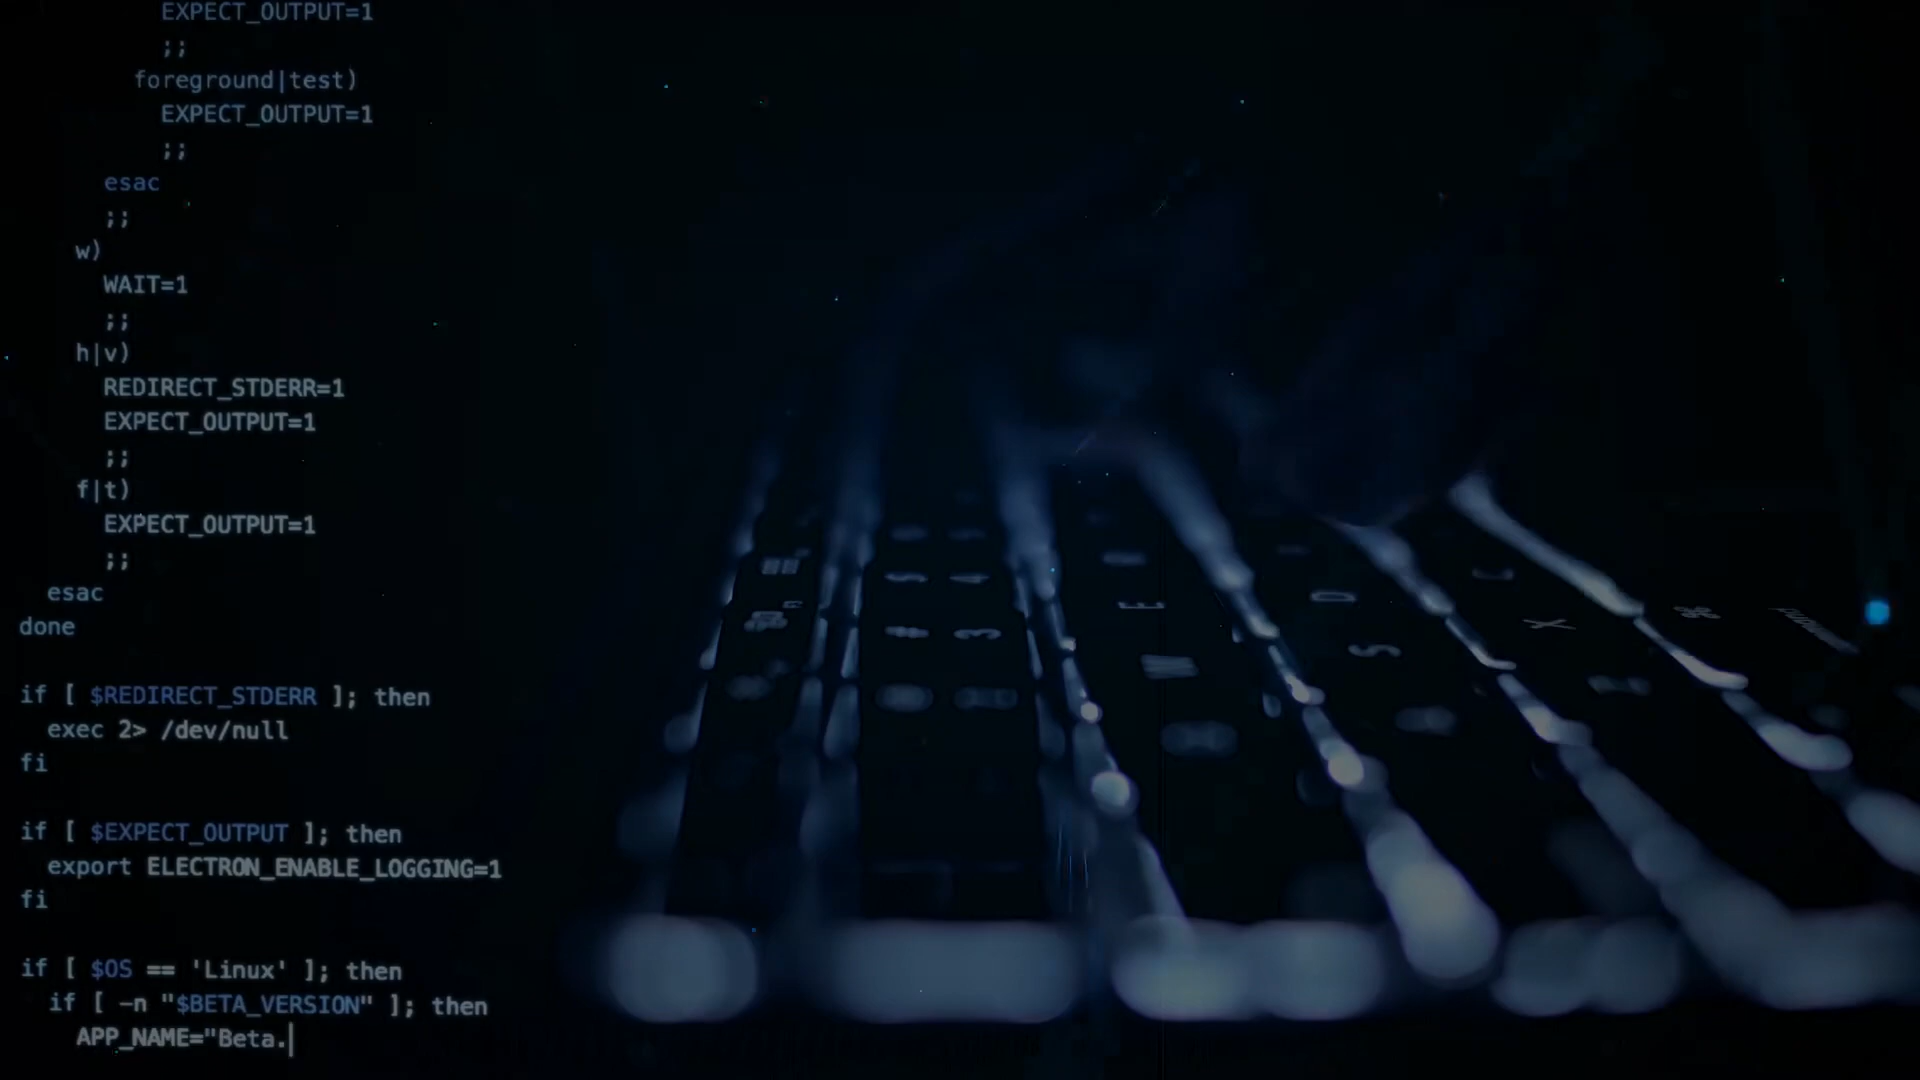 EXPECT_OUTPUT=1
;;
foreground|test)
EXPECT_OUTPUT=1
;;
esac
;;
w)
WAIT=1
;;
h|v)
REDIRECT_STDERR=1
EXPECT_OUTPUT=1
;;
f|t)
EXPECT_OUTPUT=1
;;
esac
done
if [ $REDIRECT_STDERR ]; then
exec 2> /dev/null
fi
if [ $EXPECT_OUTPUT ]; then
export ELECTRON_ENABLE_LOGGING=1
fi
if [ $OS == 'Linux' ]; then
if [ -n "$BETA_VERSION" ]; then
APP_NAME="Beta.
# 3
E
D
S
X
⌘